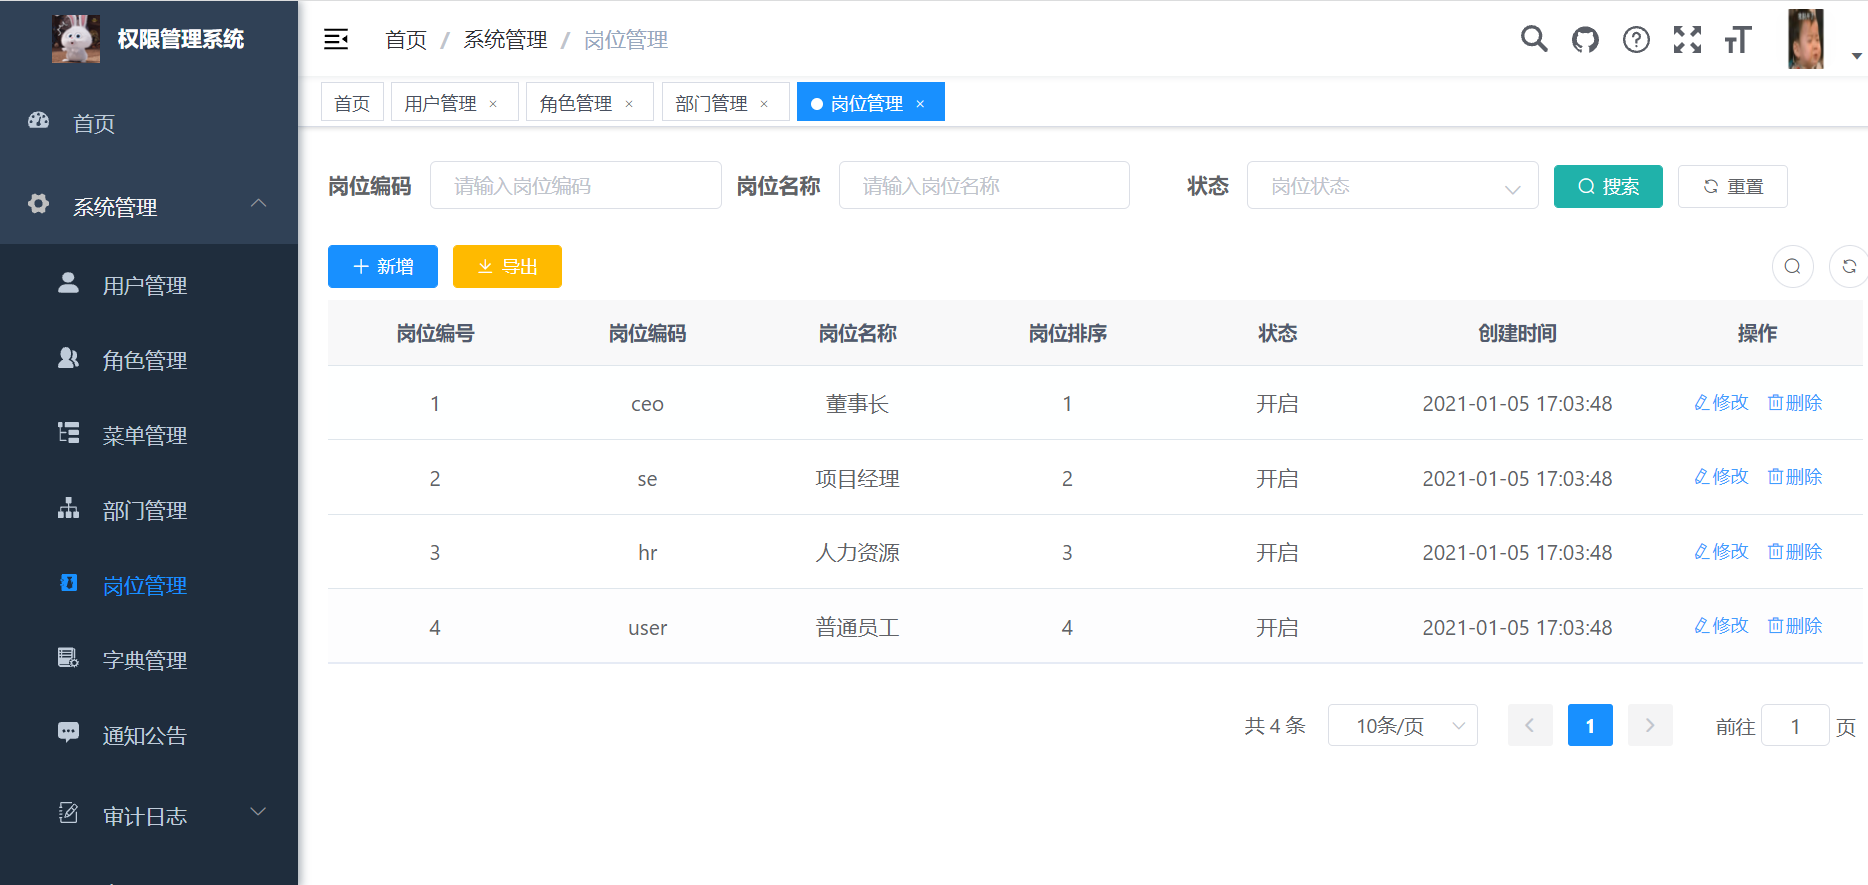 权限管理系统
首页 / 系统管理 / 岗位管理
首页
系统管理
用户管理
角色管理
菜单管理
部门管理
岗位管理
字典管理
通知公告
审计日志
首页 用户管理 × 角色管理 × 部门管理 × 岗位管理 ×
岗位编码 请输入岗位编码 岗位名称 请输入岗位名称 状态 岗位状态 搜索 重置
新增 导出
岗位编号 岗位编码 岗位名称 岗位排序 状态 创建时间 操作
1 ceo 董事长 1 开启 2021-01-05 17:03:48 修改 删除
2 se 项目经理 2 开启 2021-01-05 17:03:48 修改 删除
3 hr 人力资源 3 开启 2021-01-05 17:03:48 修改 删除
4 user 普通员工 4 开启 2021-01-05 17:03:48 修改 删除
共 4 条 10条/页 1 前往 1 页